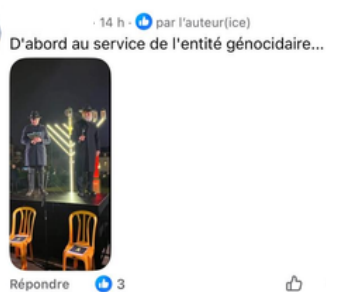 · 14 h · par l'auteur(ice)
D'abord au service de l'entité génocidaire...
Répondre 3